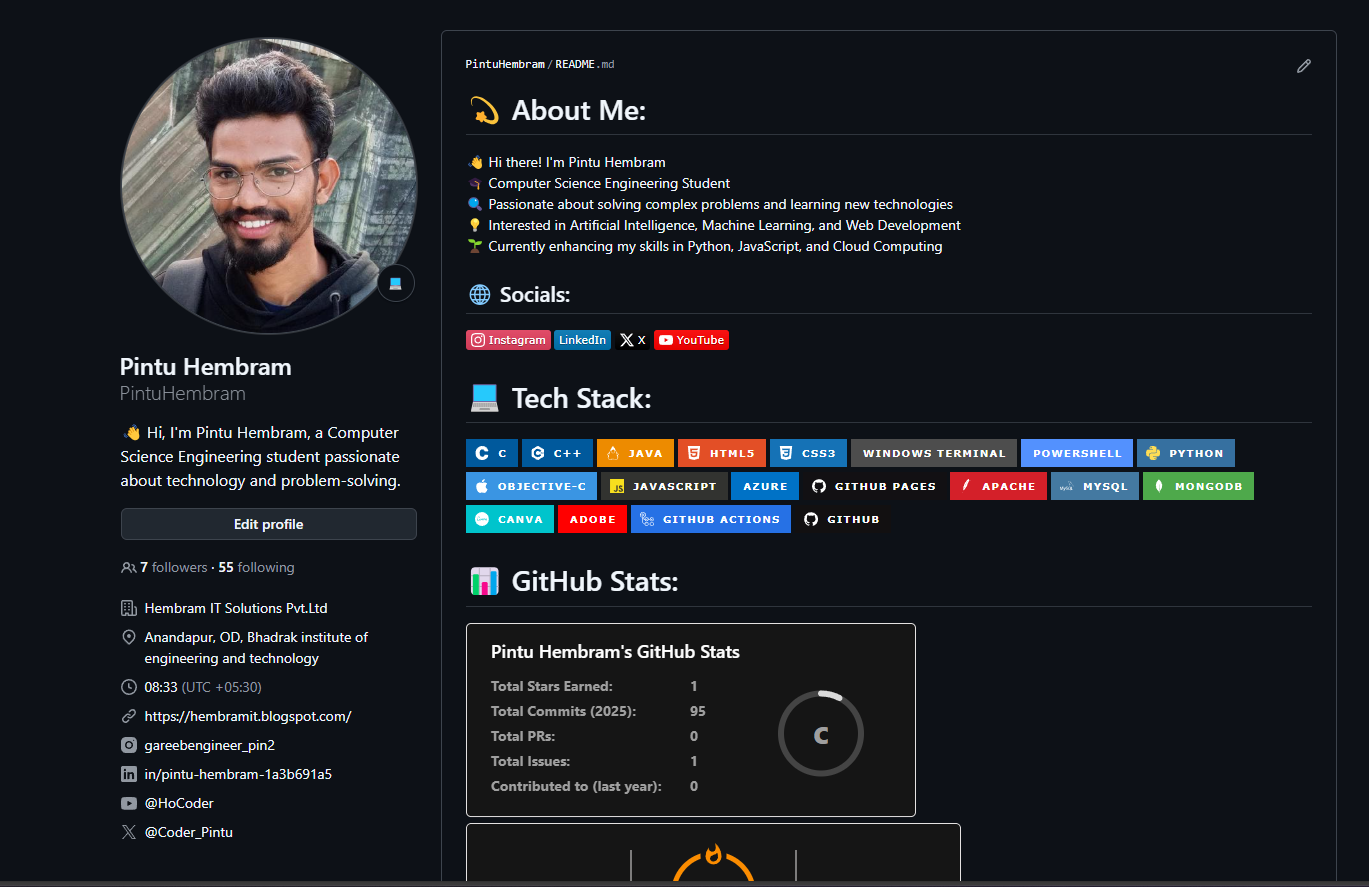 Pintu Hembram
PintuHembram
👋 Hi, I'm Pintu Hembram, a Computer
Science Engineering student passionate
about technology and problem-solving.
Edit profile
7 followers · 55 following
Hembram IT Solutions Pvt.Ltd
Anandapur, OD, Bhadrak institute of
engineering and technology
08:33 (UTC +05:30)
https://hembramit.blogspot.com/
gareebengineer_pin2
in/pintu-hembram-1a3b691a5
@HoCoder
@Coder_Pintu
PintuHembram/README.md
💫 About Me:
👋 Hi there! I'm Pintu Hembram
🎓 Computer Science Engineering Student
🔍 Passionate about solving complex problems and learning new technologies
💡 Interested in Artificial Intelligence, Machine Learning, and Web Development
🌱 Currently enhancing my skills in Python, JavaScript, and Cloud Computing
🌐 Socials:
Instagram LinkedIn X YouTube
💻 Tech Stack:
C C++ JAVA HTML5 CSS3 WINDOWS TERMINAL POWERSHELL PYTHON
OBJECTIVE-C JS JAVASCRIPT AZURE GITHUB PAGES APACHE MySQL MYSQL MONGODB
CANVA ADOBE GITHUB ACTIONS GITHUB
📊 GitHub Stats:
Pintu Hembram's GitHub Stats
Total Stars Earned: 1
Total Commits (2025): 95
Total PRs: 0
Total Issues: 1
Contributed to (last year): 0
C